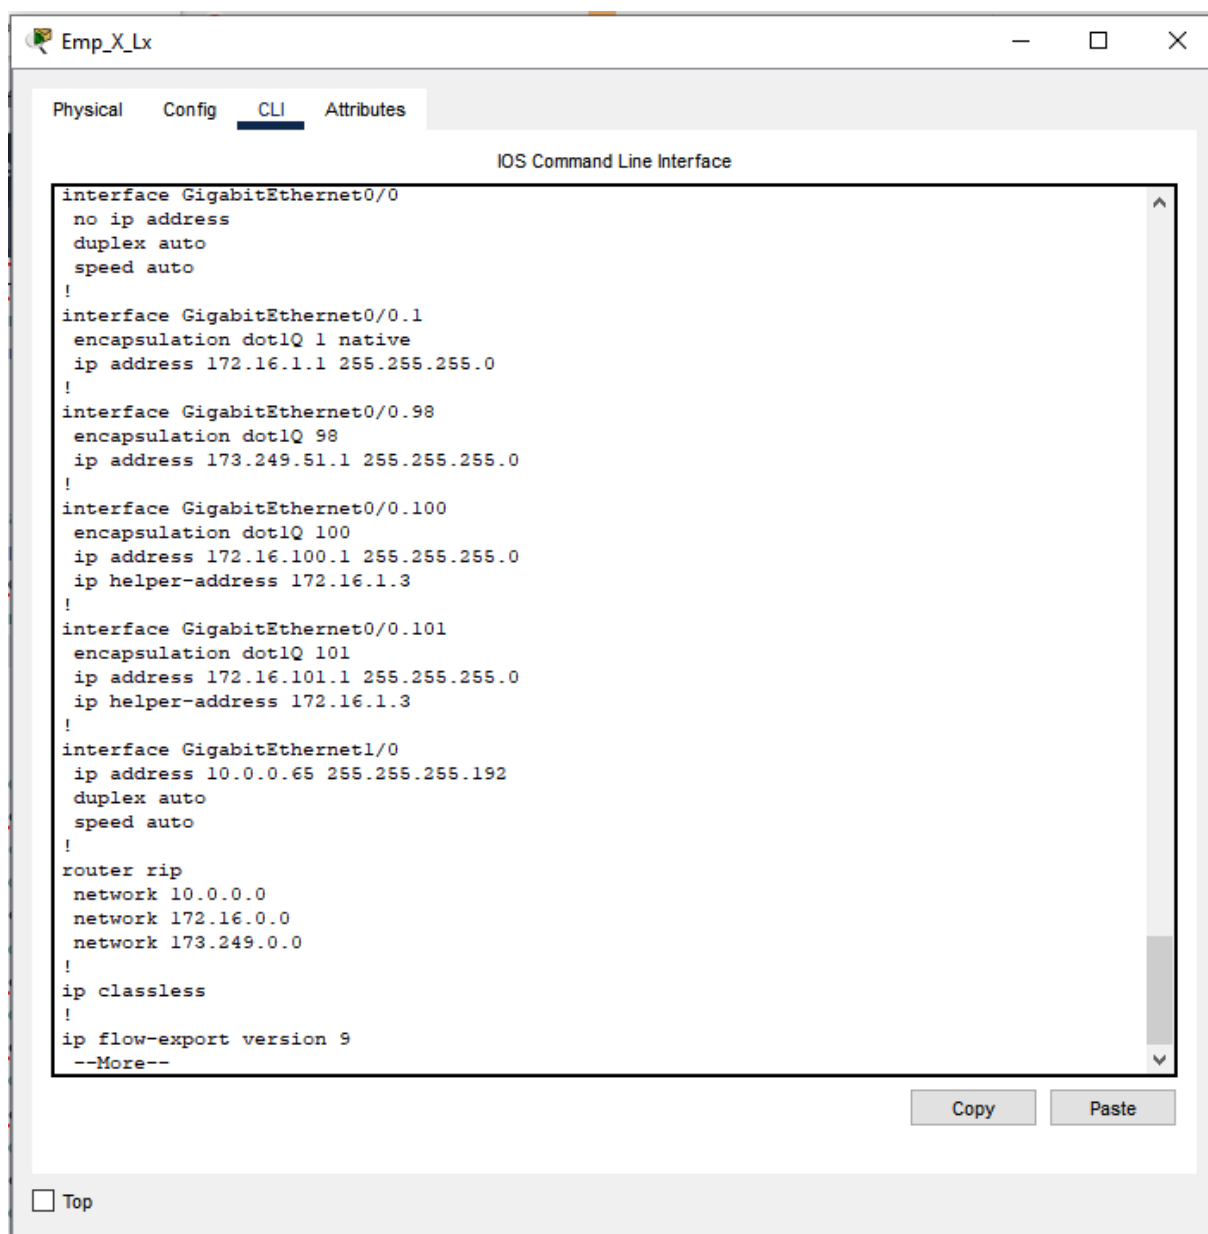 Emp_X_Lx
Physical Config CLI Attributes
IOS Command Line Interface
interface GigabitEthernet0/0
no ip address
duplex auto
speed auto
!
interface GigabitEthernet0/0.1
encapsulation dot1Q 1 native
ip address 172.16.1.1 255.255.255.0
!
interface GigabitEthernet0/0.98
encapsulation dot1Q 98
ip address 173.249.51.1 255.255.255.0
!
interface GigabitEthernet0/0.100
encapsulation dot1Q 100
ip address 172.16.100.1 255.255.255.0
ip helper-address 172.16.1.3
!
interface GigabitEthernet0/0.101
encapsulation dot1Q 101
ip address 172.16.101.1 255.255.255.0
ip helper-address 172.16.1.3
!
interface GigabitEthernet1/0
ip address 10.0.0.65 255.255.255.192
duplex auto
speed auto
!
router rip
network 10.0.0.0
network 172.16.0.0
network 173.249.0.0
!
ip classless
!
ip flow-export version 9
--More--
Copy Paste
Top